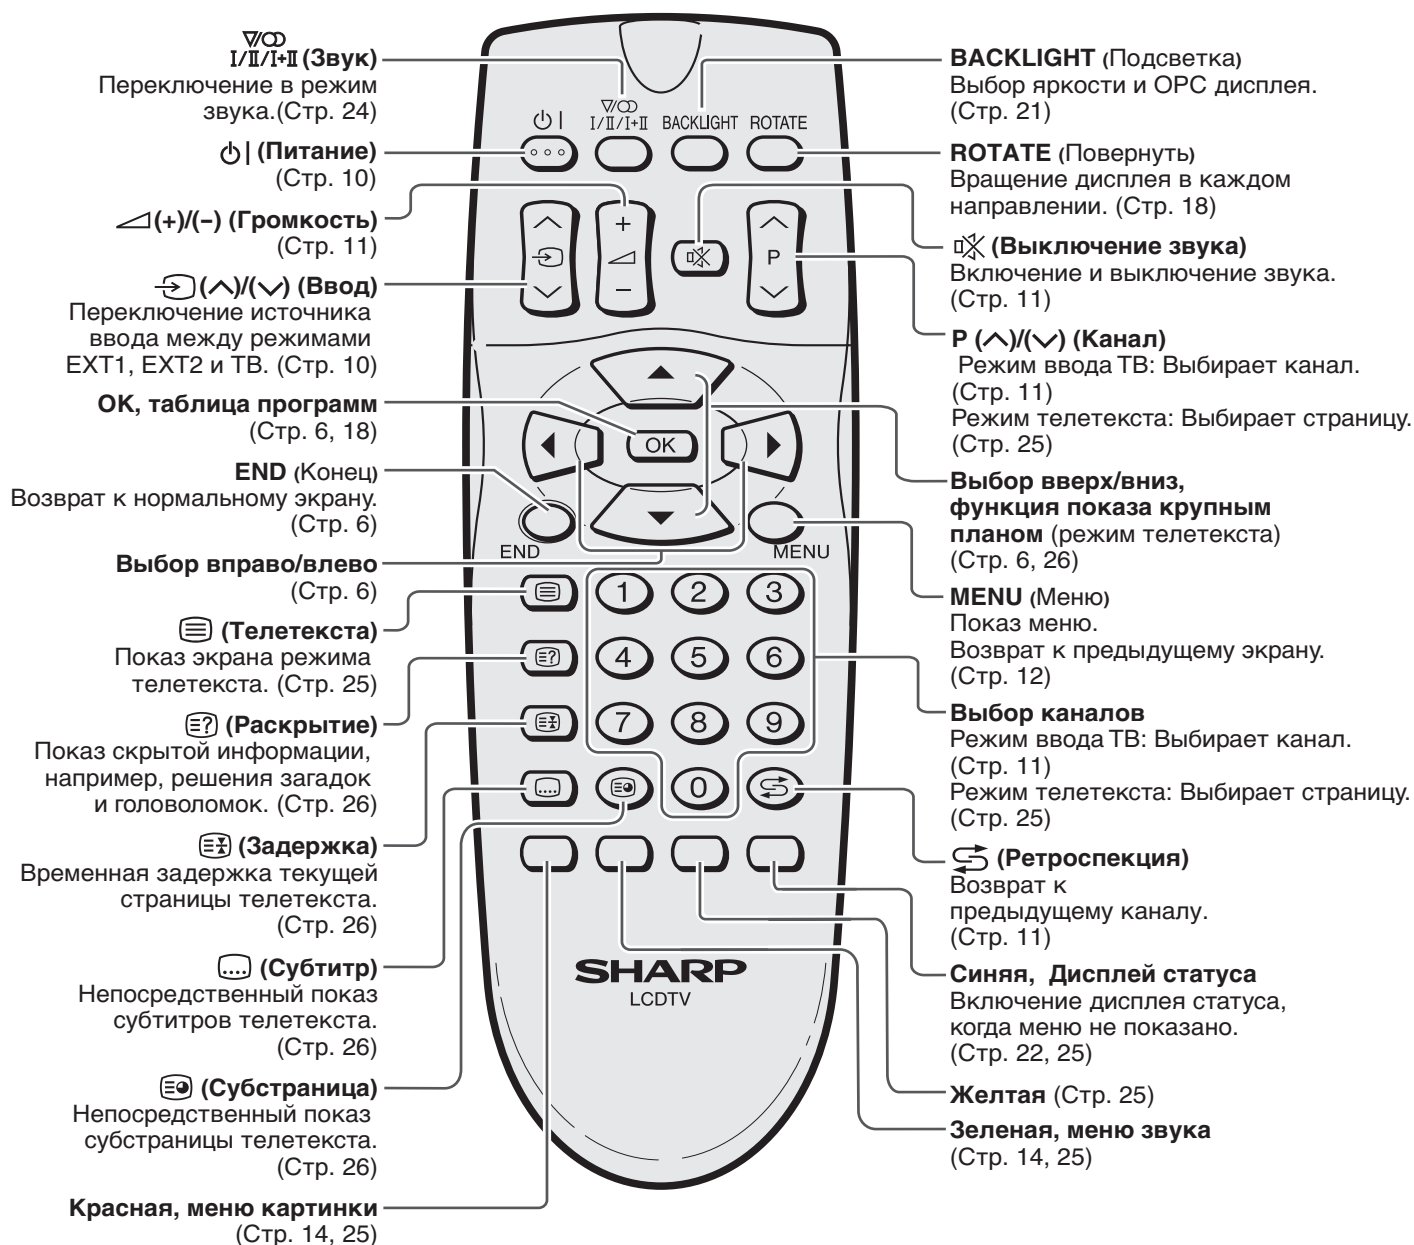 I/II/I+II (Звук)
Переключение в режим
звука.(Стр. 24)
⏻| (Питание)
(Стр. 10)
(+)/(−) (Громкость)
(Стр. 11)
(∧)/(∨) (Ввод)
Переключение источника
ввода между режимами
EXT1, EXT2 и ТВ. (Стр. 10)
OK, таблица программ
(Стр. 6, 18)
END (Конец)
Возврат к нормальному экрану.
(Стр. 6)
Выбор вправо/влево
(Стр. 6)
(Телетекста)
Показ экрана режима
телетекста. (Стр. 25)
(Раскрытие)
Показ скрытой информации,
например, решения загадок
и головоломок. (Стр. 26)
(Задержка)
Временная задержка текущей
страницы телетекста.
(Стр. 26)
(Субтитр)
Непосредственный показ
субтитров телетекста.
(Стр. 26)
(Субстраница)
Непосредственный показ
субстраницы телетекста.
(Стр. 26)
Красная, меню картинки
(Стр. 14, 25)
⏻ | I/II/I+II BACKLIGHT ROTATE
+
P
−
OK
END
MENU
1 2 3
4 5 6
7 8 9
0
SHARP
LCDTV
BACKLIGHT (Подсветка)
Выбор яркости и OPC дисплея.
(Стр. 21)
ROTATE (Повернуть)
Вращение дисплея в каждом
направлении. (Стр. 18)
(Выключение звука)
Включение и выключение звука.
(Стр. 11)
P (∧)/(∨) (Канал)
Режим ввода ТВ: Выбирает канал.
(Стр. 11)
Режим телетекста: Выбирает страницу.
(Стр. 25)
Выбор вверх/вниз,
функция показа крупным
планом (режим телетекста)
(Стр. 6, 26)
MENU (Меню)
Показ меню.
Возврат к предыдущему экрану.
(Стр. 12)
Выбор каналов
Режим ввода ТВ: Выбирает канал.
(Стр. 11)
Режим телетекста: Выбирает страницу.
(Стр. 25)
(Ретроспекция)
Возврат к
предыдущему каналу.
(Стр. 11)
Синяя, Дисплей статуса
Включение дисплея статуса,
когда меню не показано.
(Стр. 22, 25)
Желтая (Стр. 25)
Зеленая, меню звука
(Стр. 14, 25)